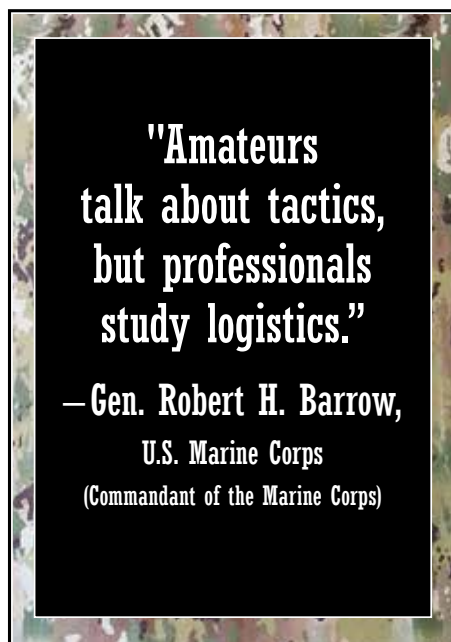 "Amateurs
talk about tactics,
but professionals
study logistics.”
–Gen. Robert H. Barrow,
U.S. Marine Corps
(Commandant of the Marine Corps)